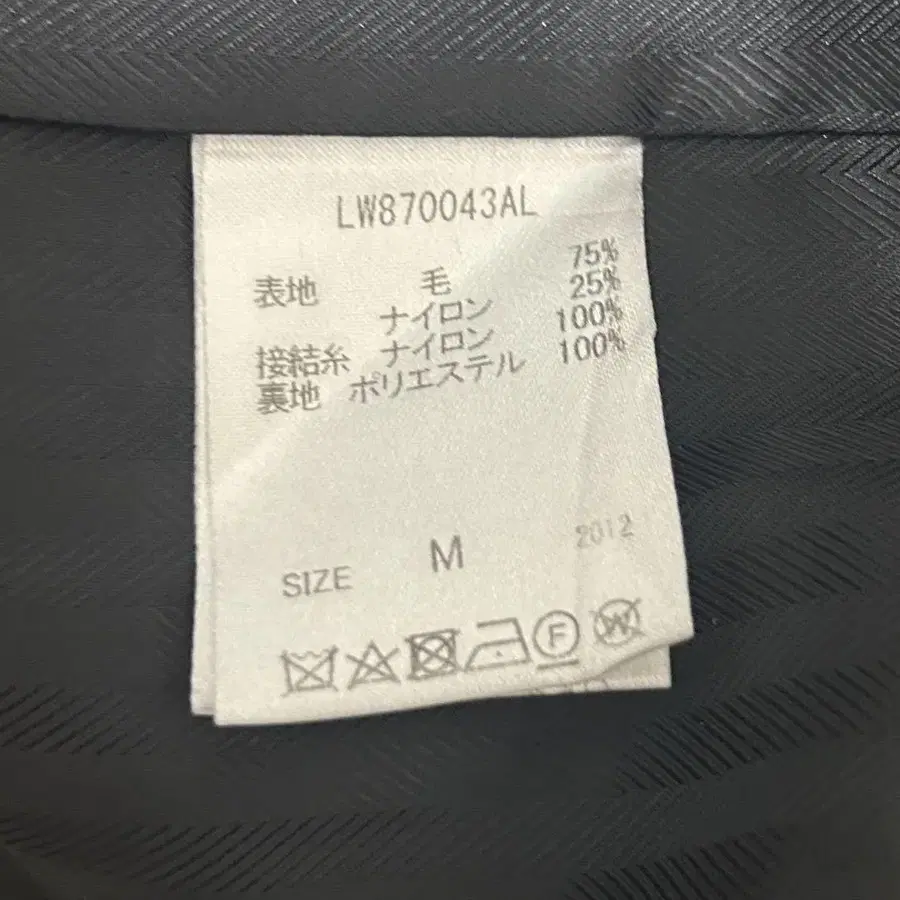 LW870043AL
表地 毛 75%
ナイロン 25%
接結糸 ナイロン 100%
裏地 ポリエステル 100%
2012
SIZE M
F W